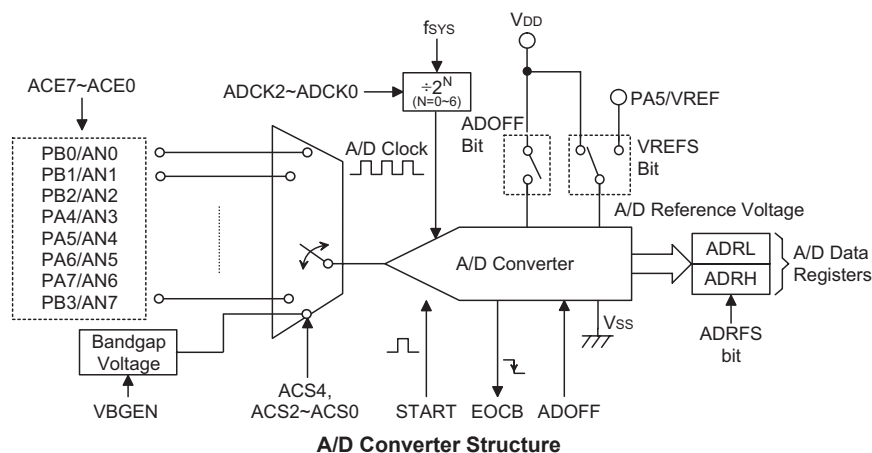 fSYS
VDD
ACE7~ACE0
ADCK2~ADCK0
÷2^N
(N=0~6)
PA5/VREF
ADOFF
Bit
VREFS
Bit
A/D Clock
PB0/AN0
PB1/AN1
PB2/AN2
PA4/AN3
PA5/AN4
PA6/AN5
PA7/AN6
PB3/AN7
A/D Reference Voltage
A/D Converter
ADRL
ADRH
A/D Data
Registers
VSS
ADRFS
bit
Bandgap
Voltage
VBGEN
ACS4,
ACS2~ACS0
START
EOCB
ADOFF
A/D Converter Structure